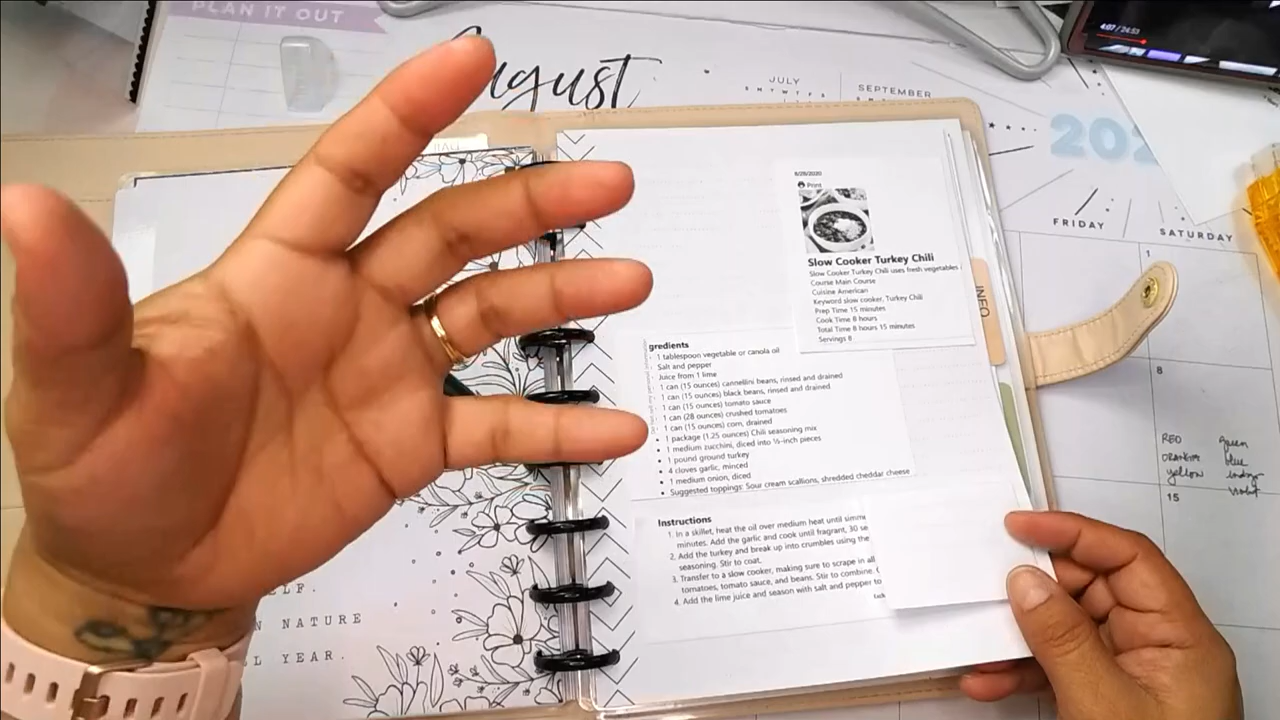 PLAN IT OUT
August
JULY
SEPTEMBER
4:07 / 24:53
202
FRIDAY
SATURDAY
1
8
RED green
ORANGE blue
yellow indigo
violet
15
INFO
8/28/2020
Print
Slow Cooker Turkey Chili
Slow Cooker Turkey Chili uses fresh vegetables
Course Main Course
Cuisine American
Keyword slow cooker, Turkey Chili
Prep Time 15 minutes
Cook Time 8 hours
Total Time 8 hours 15 minutes
Servings 8
gredients
1 tablespoon vegetable or canola oil
Salt and pepper
Juice from 1 lime
1 can (15 ounces) cannellini beans, rinsed and drained
1 can (15 ounces) black beans, rinsed and drained
1 can (15 ounces) tomato sauce
1 can (28 ounces) crushed tomatoes
1 can (15 ounces) corn, drained
• 1 package (1.25 ounces) Chili seasoning mix
• 1 medium zucchini, diced into ½-inch pieces
• 1 pound ground turkey
• 4 cloves garlic, minced
• 1 medium onion, diced
• Suggested toppings: Sour cream scallions, shredded cheddar cheese
Instructions
1. In a skillet, heat the oil over medium heat until simme
minutes. Add the garlic and cook until fragrant, 30 se
2. Add the turkey and break up into crumbles using the
seasoning. Stir to coat.
3. Transfer to a slow cooker, making sure to scrape in all
tomatoes, tomato sauce, and beans. Stir to combine.
4. Add the lime juice and season with salt and pepper to
LF.
N NATURE
L YEAR.